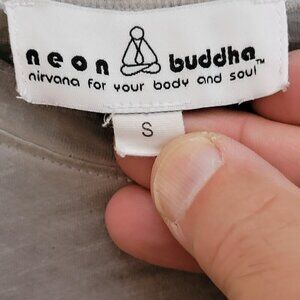 neon buddha
nirvana for your body and soul™
S